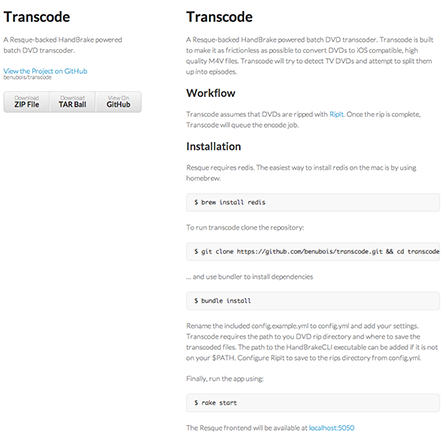 Transcode
A Resque-backed HandBrake powered
batch DVD transcoder.
View the Project on GitHub
benubois/transcode
Download
ZIP File
Download
TAR Ball
View On
GitHub
Transcode
A Resque-backed HandBrake powered batch DVD transcoder. Transcode is built
to make it as frictionless as possible to convert DVDs to iOS compatible, high
quality M4V files. Transcode will try to detect TV DVDs and attempt to split them
up into episodes.
Workflow
Transcode assumes that DVDs are ripped with RipIt. Once the rip is complete,
Transcode will queue the encode job.
Installation
Resque requires redis. The easiest way to install redis on the mac is by using
homebrew.
$ brew install redis
To run transcode clone the repository:
$ git clone https://github.com/benubois/transcode.git && cd transcode
... and use bundler to install dependencies
$ bundle install
Rename the included config.example.yml to config.yml and add your settings.
Transcode requires the path to you DVD rip directory and where to save the
transcoded files. The path to the HandBrakeCLI executable can be added if it is not
on your $PATH. Configure RipIt to save to the rips directory from config.yml.
Finally, run the app using:
$ rake start
The Resque frontend will be available at localhost:5050